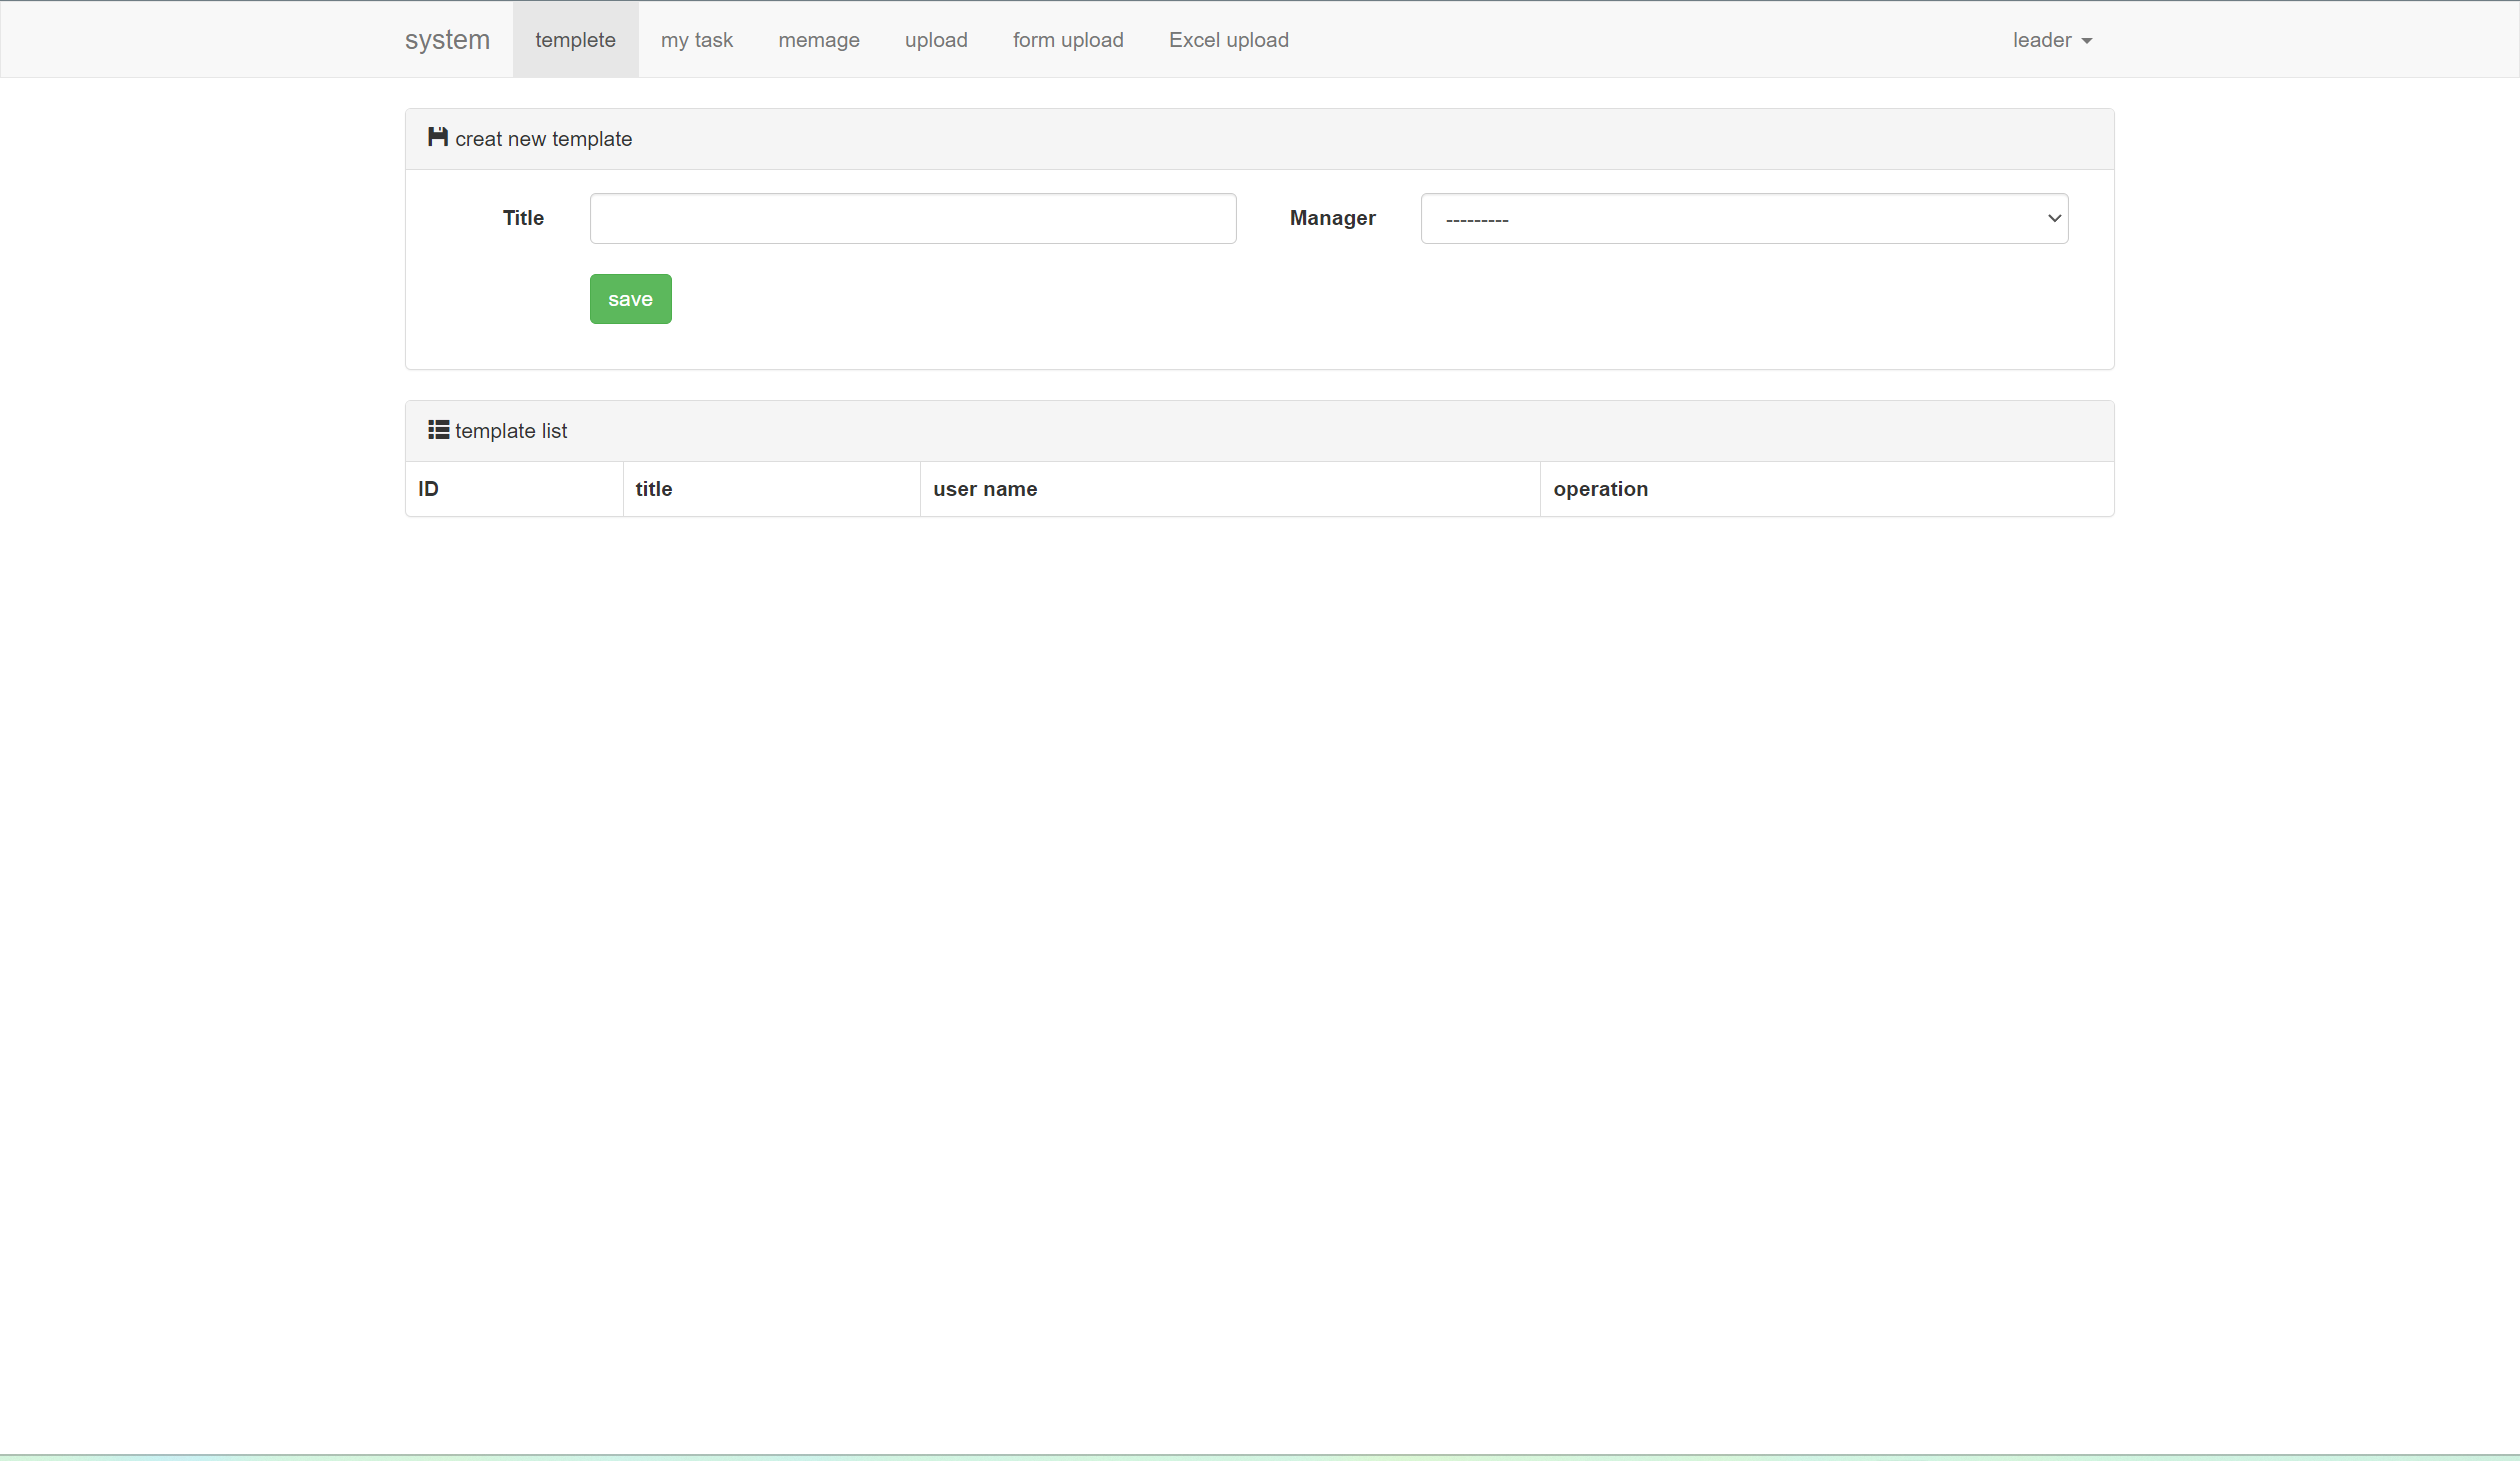 system templete my task memage upload form upload Excel upload leader
creat new template
Title Manager ---------
save
template list
ID title user name operation